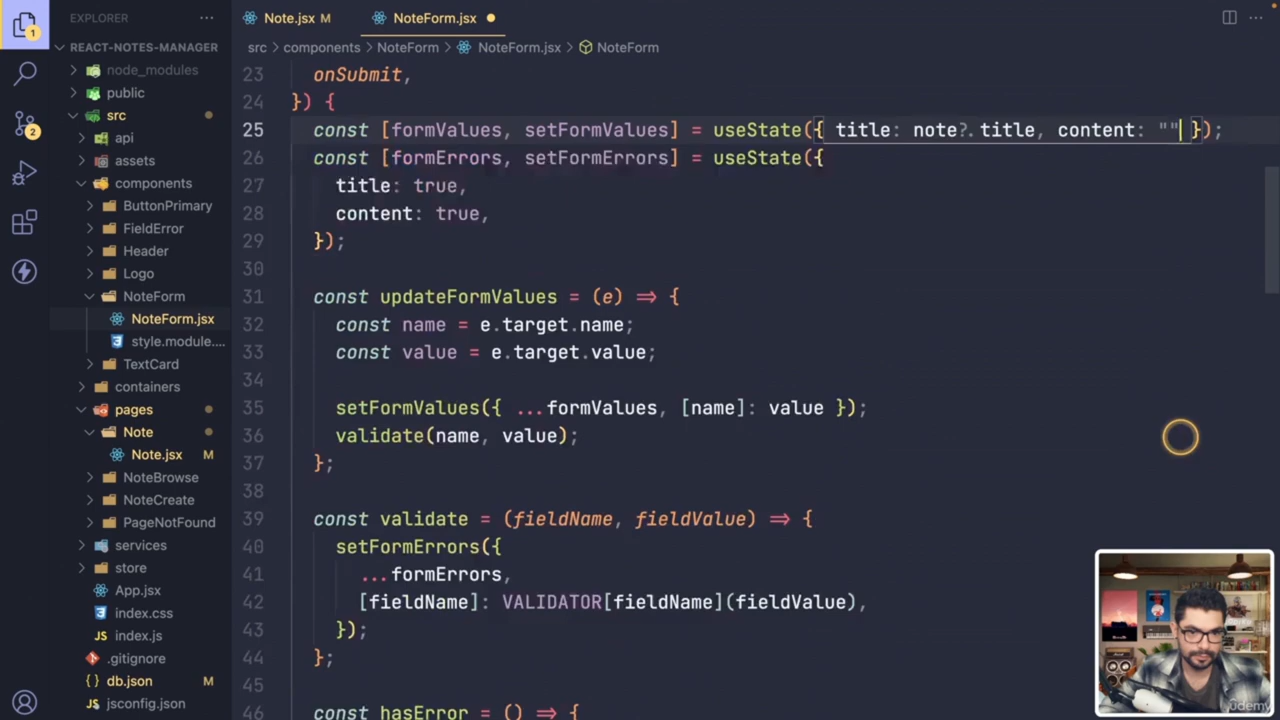 1
EXPLORER
···
Note.jsx M
NoteForm.jsx
···
REACT-NOTES-MANAGER
src
components
NoteForm
NoteForm.jsx
NoteForm
node_modules
public
src
api
assets
components
ButtonPrimary
FieldError
Header
Logo
NoteForm
NoteForm.jsx
style.module....
TextCard
containers
pages
Note
Note.jsx M
NoteBrowse
NoteCreate
PageNotFound
services
store
App.jsx
index.css
JS index.js
.gitignore
{ } db.json M
JS jsconfig.json
2
23 onSubmit,
24 }) {
25 const [formValues, setFormValues] = useState({ title: note?.title, content: "" });
26 const [formErrors, setFormErrors] = useState({
27 title: true,
28 content: true,
29 });
30
31 const updateFormValues = (e) => {
32 const name = e.target.name;
33 const value = e.target.value;
34
35 setFormValues({ ...formValues, [name]: value });
36 validate(name, value);
37 };
38
39 const validate = (fieldName, fieldValue) => {
40 setFormErrors({
41 ...formErrors,
42 [fieldName]: VALIDATOR[fieldName](fieldValue),
43 });
44 };
45
46 const hasError = () => {
udemy